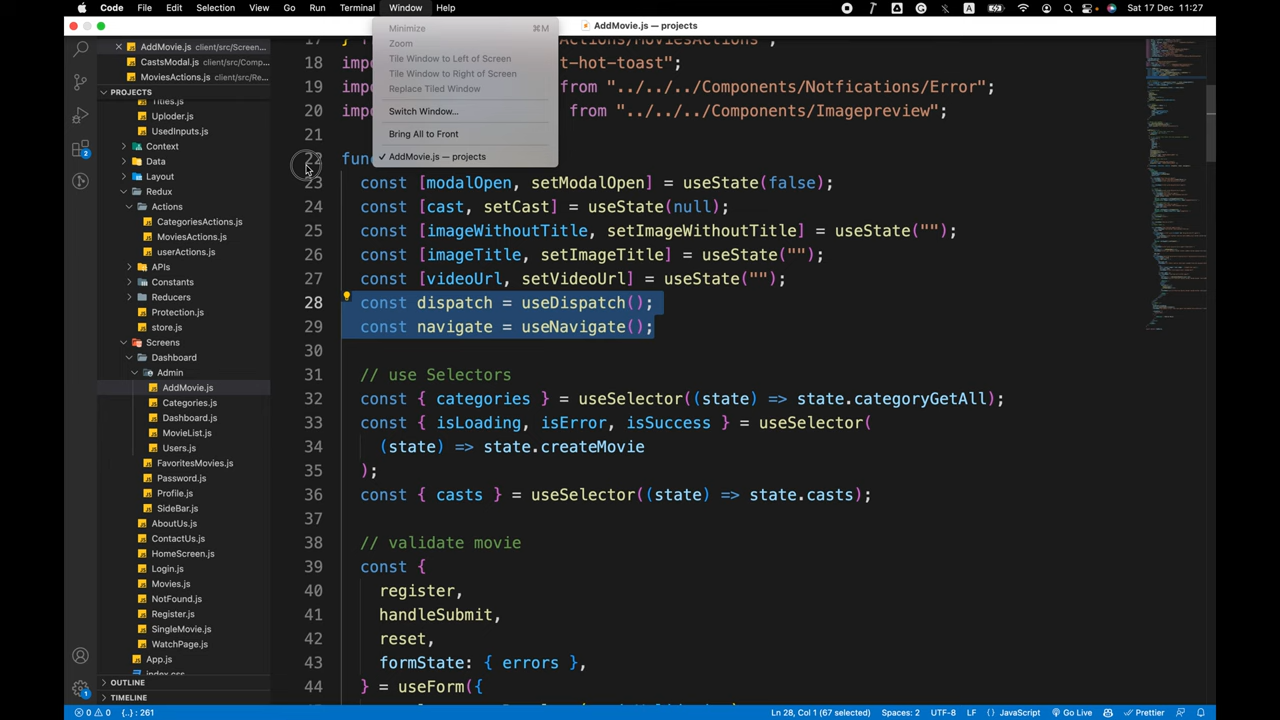 Code File Edit Selection View Go Run Terminal Window Help
A
Sat 17 Dec 11:27
AddMovie.js — projects
Minimize ⌘M
Zoom
Tile Window to Left of Screen
Tile Window to Right of Screen
Replace Tiled Window
Switch Window...
Bring All to Front
✓ AddMovie.js — projects
AddMovie.js client/src/Screen...
CastsModal.js client/src/Comp...
MoviesActions.js client/src/Re...
PROJECTS
Titles.js
Uploder.js
UsedInputs.js
Context
Data
Layout
Redux
Actions
CategoriesActions.js
MoviesActions.js
userActions.js
APIs
Constants
Reducers
Protection.js
store.js
Screens
Dashboard
Admin
AddMovie.js
Categories.js
Dashboard.js
MovieList.js
Users.js
FavoritesMovies.js
Password.js
Profile.js
SideBar.js
AboutUs.js
ContactUs.js
HomeScreen.js
Login.js
Movies.js
NotFound.js
Register.js
SingleMovie.js
WatchPage.js
App.js
index.css
OUTLINE
TIMELINE
2
1
17 } Actions/MoviesActions";
18 impo t-hot-toast";
19 impo from "../../../Components/Notfications/Error";
20 impo from "../../../Components/Imagepreview";
21
22 func
23 const [modalOpen, setModalOpen] = useState(false);
24 const [cast, setCast] = useState(null);
25 const [imageWithoutTitle, setImageWithoutTitle] = useState("");
26 const [imageTitle, setImageTitle] = useState("");
27 const [videoUrl, setVideoUrl] = useState("");
28 const dispatch = useDispatch();
29 const navigate = useNavigate();
30
31 // use Selectors
32 const { categories } = useSelector((state) => state.categoryGetAll);
33 const { isLoading, isError, isSuccess } = useSelector(
34 (state) => state.createMovie
35 );
36 const { casts } = useSelector((state) => state.casts);
37
38 // validate movie
39 const {
40 register,
41 handleSubmit,
42 reset,
43 formState: { errors },
44 } = useForm({
0 0 {..}: 261
Ln 28, Col 1 (67 selected) Spaces: 2 UTF-8 LF {} JavaScript Go Live Prettier